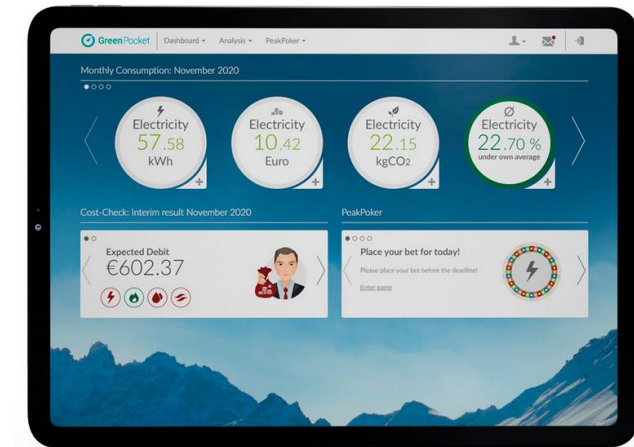 GreenPocket Dashboard Analysis PeakPoker
Monthly Consumption: November 2020
Electricity
57.58
kWh
Electricity
10.42
Euro
Electricity
22.15
kgCO2
Electricity
22.70 %
under own average
Cost-Check: Interim result November 2020
Expected Debit
€602.37
PeakPoker
Place your bet for today!
Please place your bet before the deadline!
Enter game